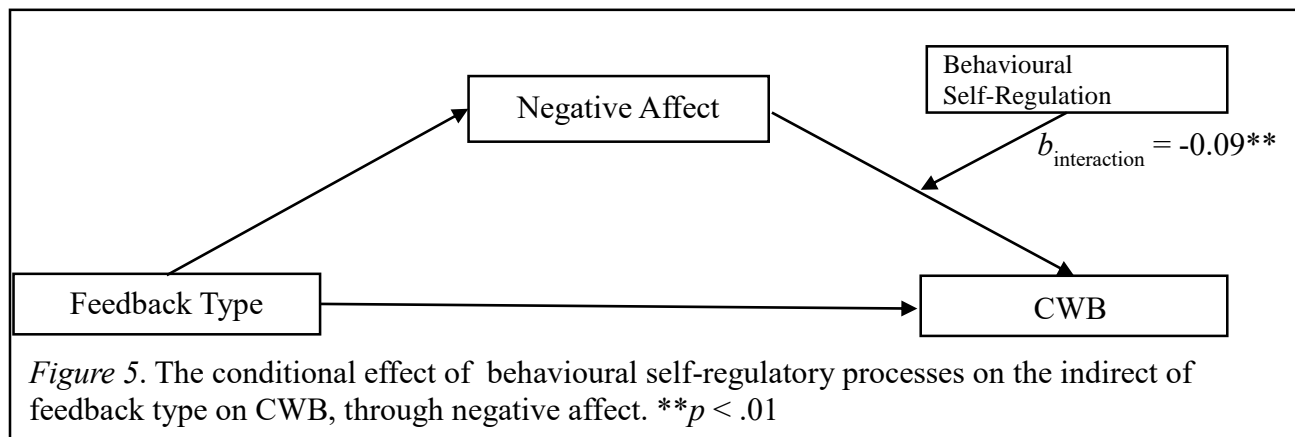 Behavioural
Self-Regulation
Negative Affect
b interaction = -0.09**
Feedback Type
CWB
Figure 5. The conditional effect of behavioural self-regulatory processes on the indirect of
feedback type on CWB, through negative affect. **p < .01